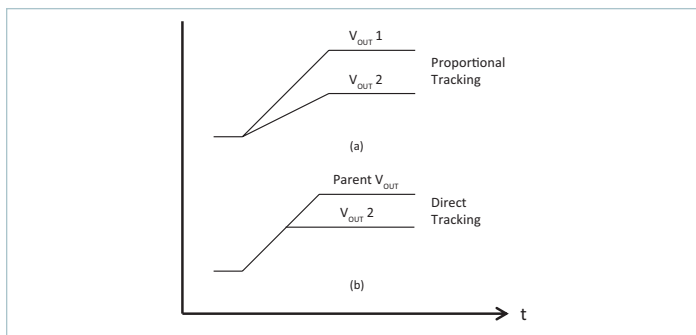 V_OUT 1
Proportional
Tracking
V_OUT 2
(a)
Parent V_OUT
Direct
Tracking
V_OUT 2
(b)
t